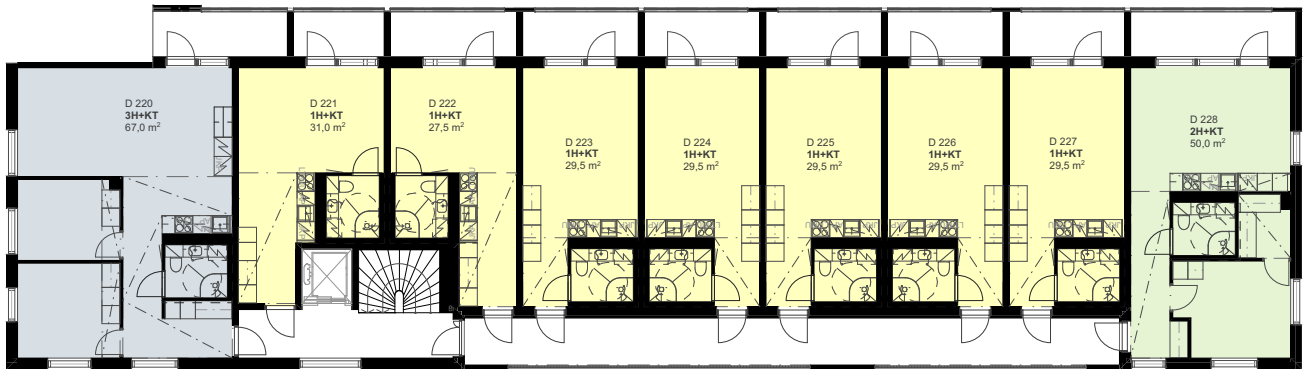 D 220
3H+KT
67,0 m²
D 221
1H+KT
31,0 m²
D 222
1H+KT
27,5 m²
D 223
1H+KT
29,5 m²
D 224
1H+KT
29,5 m²
D 225
1H+KT
29,5 m²
D 226
1H+KT
29,5 m²
D 227
1H+KT
29,5 m²
D 228
2H+KT
50,0 m²